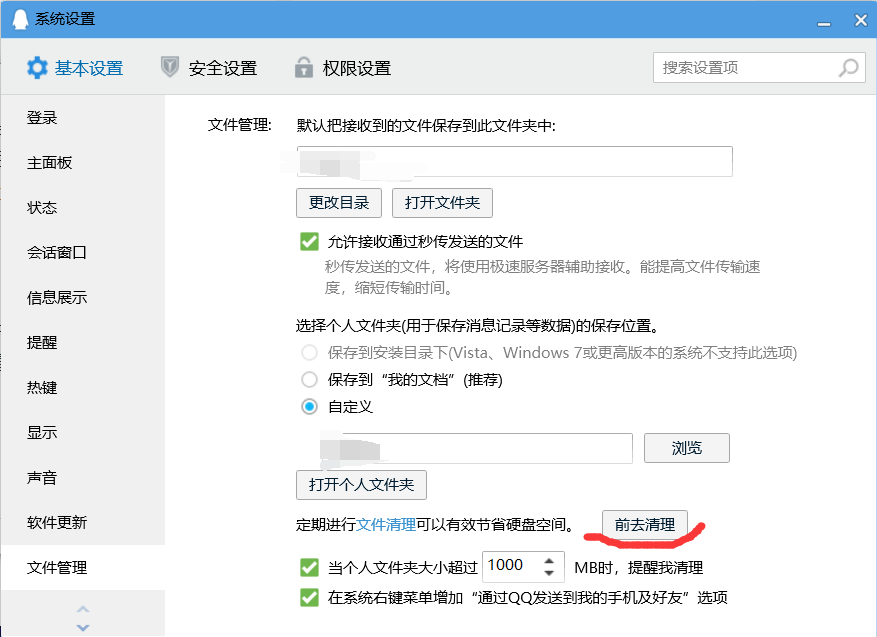 系统设置
基本设置
安全设置
权限设置
搜索设置项
登录
主面板
状态
会话窗口
信息展示
提醒
热键
显示
声音
软件更新
文件管理
文件管理:
默认把接收到的文件保存到此文件夹中:
更改目录
打开文件夹
允许接收通过秒传发送的文件
秒传发送的文件，将使用极速服务器辅助接收。能提高文件传输速
度，缩短传输时间。
选择个人文件夹(用于保存消息记录等数据)的保存位置。
保存到安装目录下(Vista、Windows 7或更高版本的系统不支持此选项)
保存到“我的文档”(推荐)
自定义
浏览
打开个人文件夹
定期进行文件清理可以有效节省硬盘空间。
前去清理
当个人文件夹大小超过 1000 MB时，提醒我清理
在系统右键菜单增加“通过QQ发送到我的手机及好友”选项